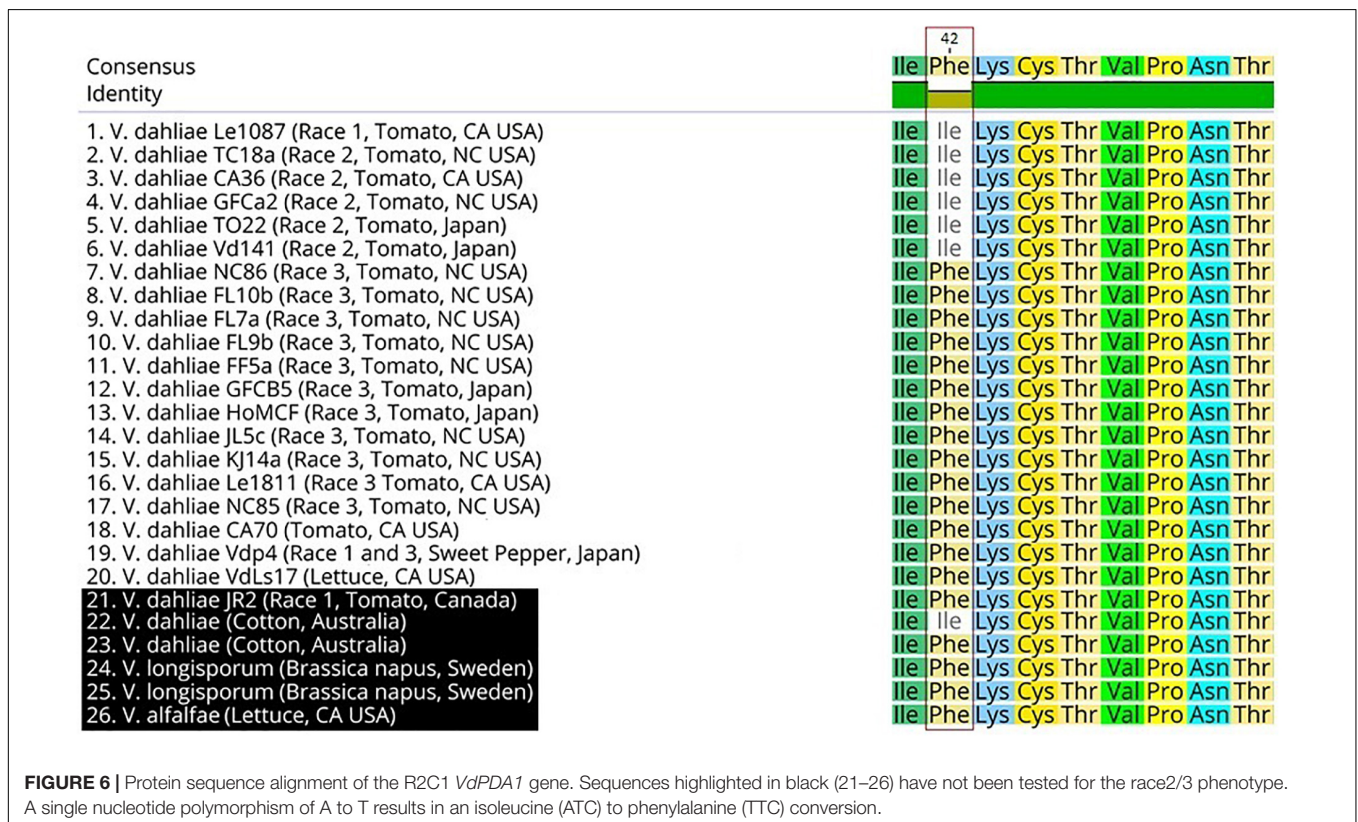 42
Consensus Ile Phe Lys Cys Thr Val Pro Asn Thr
Identity
1. V. dahliae Le1087 (Race 1, Tomato, CA USA) Ile Ile Lys Cys Thr Val Pro Asn Thr
2. V. dahliae TC18a (Race 2, Tomato, NC USA) Ile Ile Lys Cys Thr Val Pro Asn Thr
3. V. dahliae CA36 (Race 2, Tomato, CA USA) Ile Ile Lys Cys Thr Val Pro Asn Thr
4. V. dahliae GFCa2 (Race 2, Tomato, NC USA) Ile Ile Lys Cys Thr Val Pro Asn Thr
5. V. dahliae TO22 (Race 2, Tomato, Japan) Ile Ile Lys Cys Thr Val Pro Asn Thr
6. V. dahliae Vd141 (Race 2, Tomato, Japan) Ile Ile Lys Cys Thr Val Pro Asn Thr
7. V. dahliae NC86 (Race 3, Tomato, NC USA) Ile Phe Lys Cys Thr Val Pro Asn Thr
8. V. dahliae FL10b (Race 3, Tomato, NC USA) Ile Phe Lys Cys Thr Val Pro Asn Thr
9. V. dahliae FL7a (Race 3, Tomato, NC USA) Ile Phe Lys Cys Thr Val Pro Asn Thr
10. V. dahliae FL9b (Race 3, Tomato, NC USA) Ile Phe Lys Cys Thr Val Pro Asn Thr
11. V. dahliae FF5a (Race 3, Tomato, NC USA) Ile Phe Lys Cys Thr Val Pro Asn Thr
12. V. dahliae GFCB5 (Race 3, Tomato, Japan) Ile Phe Lys Cys Thr Val Pro Asn Thr
13. V. dahliae HoMCF (Race 3, Tomato, Japan) Ile Phe Lys Cys Thr Val Pro Asn Thr
14. V. dahliae JL5c (Race 3, Tomato, NC USA) Ile Phe Lys Cys Thr Val Pro Asn Thr
15. V. dahliae KJ14a (Race 3, Tomato, NC USA) Ile Phe Lys Cys Thr Val Pro Asn Thr
16. V. dahliae Le1811 (Race 3 Tomato, CA USA) Ile Phe Lys Cys Thr Val Pro Asn Thr
17. V. dahliae NC85 (Race 3, Tomato, NC USA) Ile Phe Lys Cys Thr Val Pro Asn Thr
18. V. dahliae CA70 (Tomato, CA USA) Ile Phe Lys Cys Thr Val Pro Asn Thr
19. V. dahliae Vdp4 (Race 1 and 3, Sweet Pepper, Japan) Ile Phe Lys Cys Thr Val Pro Asn Thr
20. V. dahliae VdLs17 (Lettuce, CA USA) Ile Phe Lys Cys Thr Val Pro Asn Thr
21. V. dahliae JR2 (Race 1, Tomato, Canada) Ile Phe Lys Cys Thr Val Pro Asn Thr
22. V. dahliae (Cotton, Australia) Ile Ile Lys Cys Thr Val Pro Asn Thr
23. V. dahliae (Cotton, Australia) Ile Phe Lys Cys Thr Val Pro Asn Thr
24. V. longisporum (Brassica napus, Sweden) Ile Phe Lys Cys Thr Val Pro Asn Thr
25. V. longisporum (Brassica napus, Sweden) Ile Phe Lys Cys Thr Val Pro Asn Thr
26. V. alfalfae (Lettuce, CA USA) Ile Phe Lys Cys Thr Val Pro Asn Thr
FIGURE 6 | Protein sequence alignment of the R2C1 VdPDA1 gene. Sequences highlighted in black (21–26) have not been tested for the race2/3 phenotype.
A single nucleotide polymorphism of A to T results in an isoleucine (ATC) to phenylalanine (TTC) conversion.